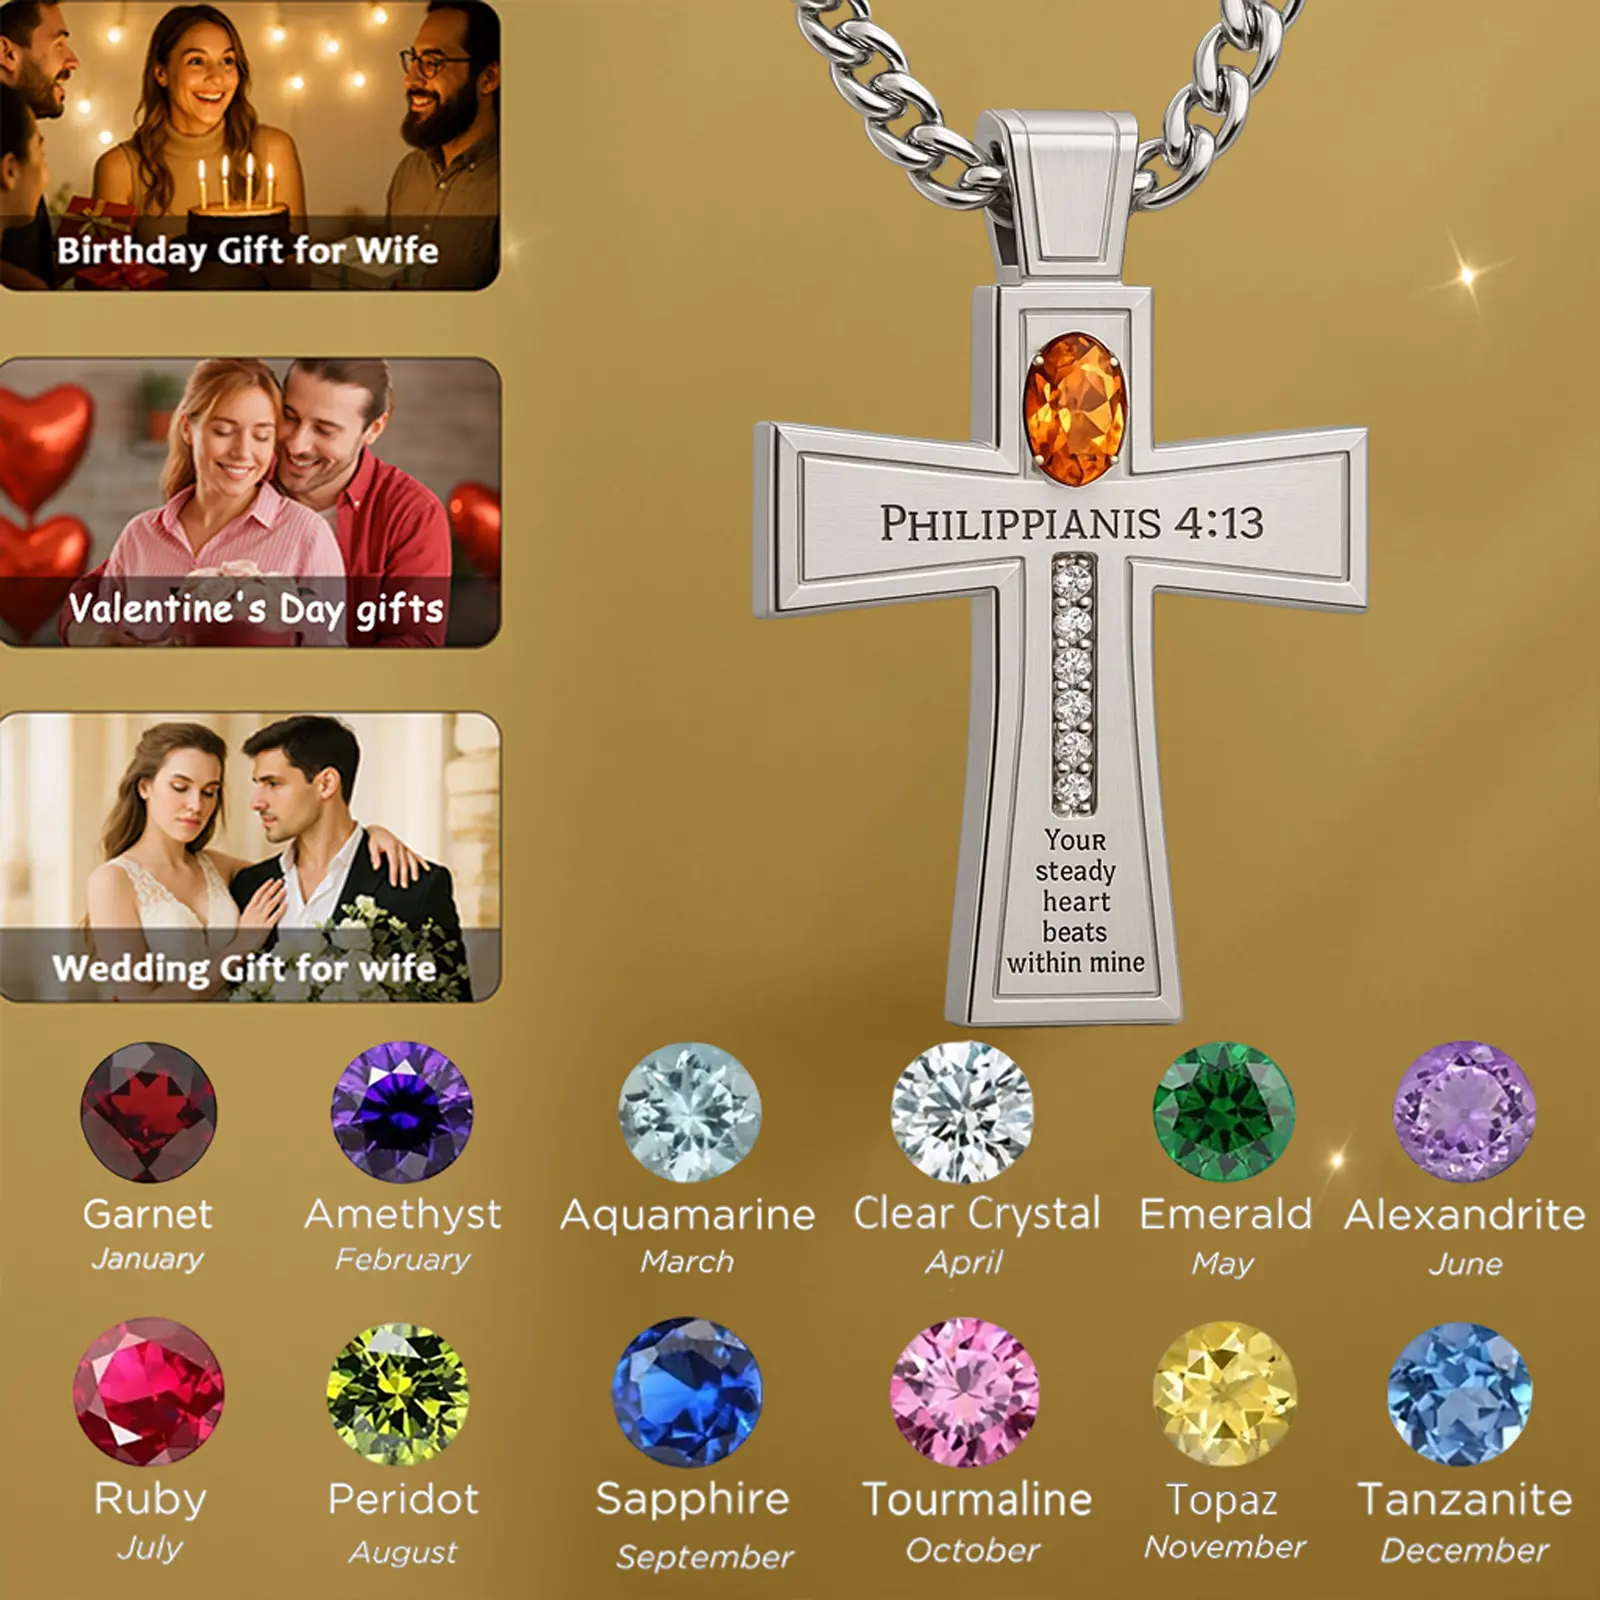 Birthday Gift for Wife
Valentine's Day gifts
Wedding Gift for wife
PHILIPPIANIS 4:13
YouR
steady
heart
beats
within mine
Garnet
January
Amethyst
February
Aquamarine
March
Clear Crystal
April
Emerald
May
Alexandrite
June
Ruby
July
Peridot
August
Sapphire
September
Tourmaline
October
Topaz
November
Tanzanite
December